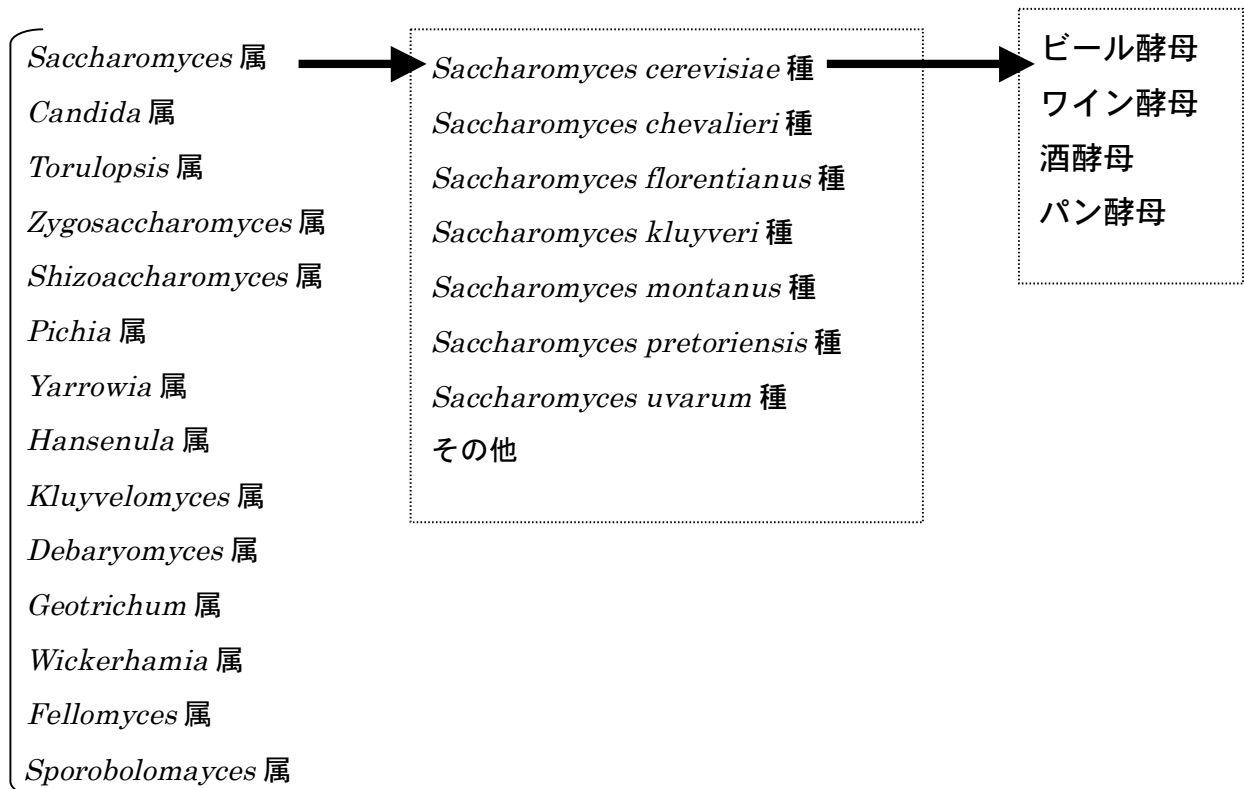 Saccharomyces 属
Candida 属
Torulopsis 属
Zygosaccharomyces 属
Shizoaccharomyces 属
Pichia 属
Yarrowia 属
Hansenula 属
Kluyvelomyces 属
Debaryomyces 属
Geotrichum 属
Wickerhamia 属
Fellomyces 属
Sporobolomayces 属
Saccharomyces cerevisiae 種
Saccharomyces chevalieri 種
Saccharomyces florentianus 種
Saccharomyces kluyveri 種
Saccharomyces montanus 種
Saccharomyces pretoriensis 種
Saccharomyces uvarum 種
その他
ビール酵母
ワイン酵母
酒酵母
パン酵母